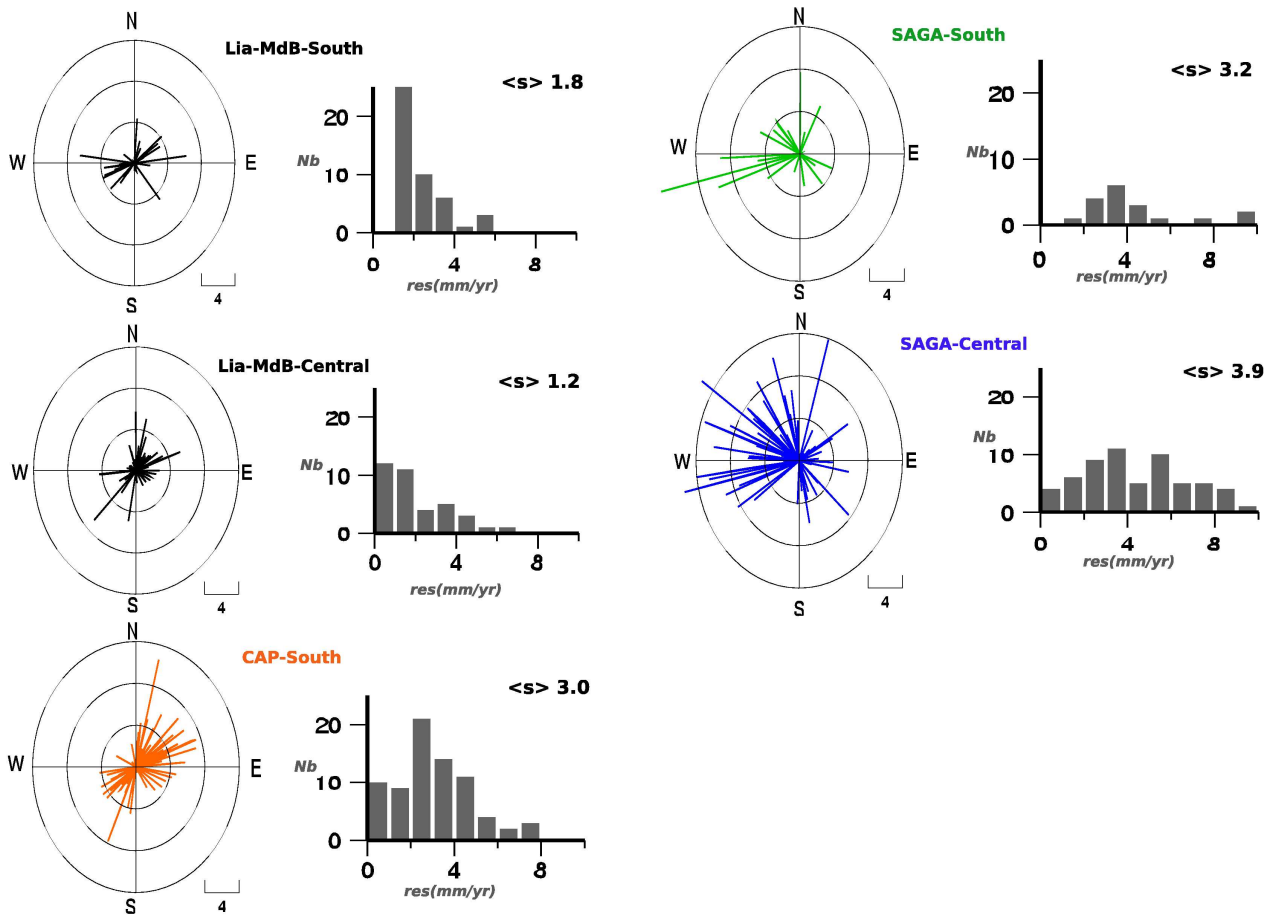 N
Lia-MdB-South
<s> 1.8
W
E
S
4
Nb
20
10
0
0 4 8
res(mm/yr)
N
SAGA-South
<s> 3.2
W
E
S
4
Nb
20
10
0
0 4 8
res(mm/yr)
N
Lia-MdB-Central
<s> 1.2
W
E
S
4
Nb
20
10
0
0 4 8
res(mm/yr)
N
SAGA-Central
<s> 3.9
W
E
S
4
Nb
20
10
0
0 4 8
res(mm/yr)
N
CAP-South
<s> 3.0
W
E
S
4
Nb
20
10
0
0 4 8
res(mm/yr)